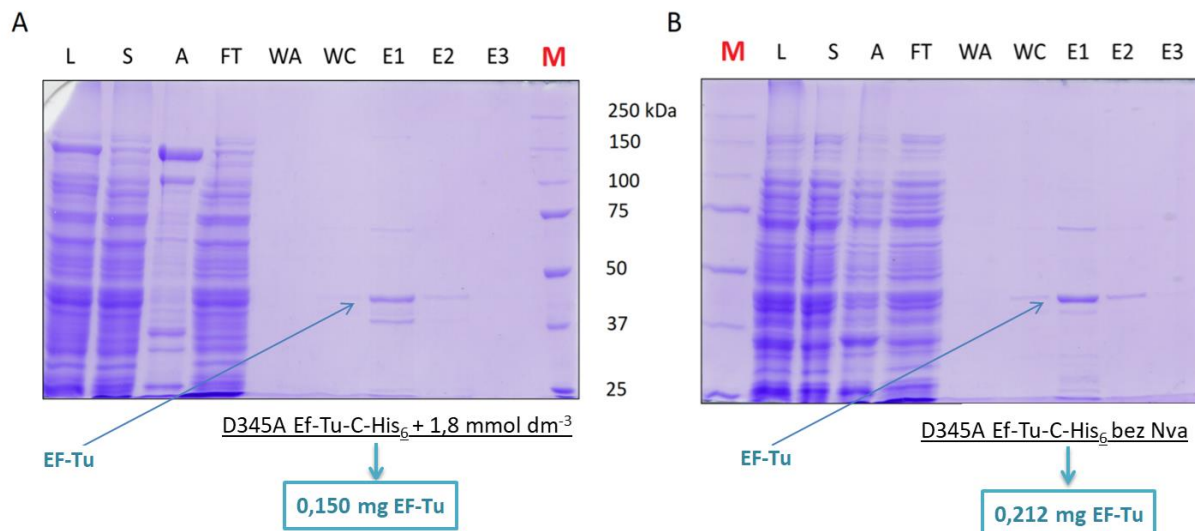 A
L S A FT WA WC E1 E2 E3 M
250 kDa
150
100
75
50
37
25
EF-Tu
D345A Ef-Tu-C-His₆ + 1,8 mmol dm⁻³
0,150 mg EF-Tu
B
M L S A FT WA WC E1 E2 E3
EF-Tu
D345A Ef-Tu-C-His₆ bez Nva
0,212 mg EF-Tu